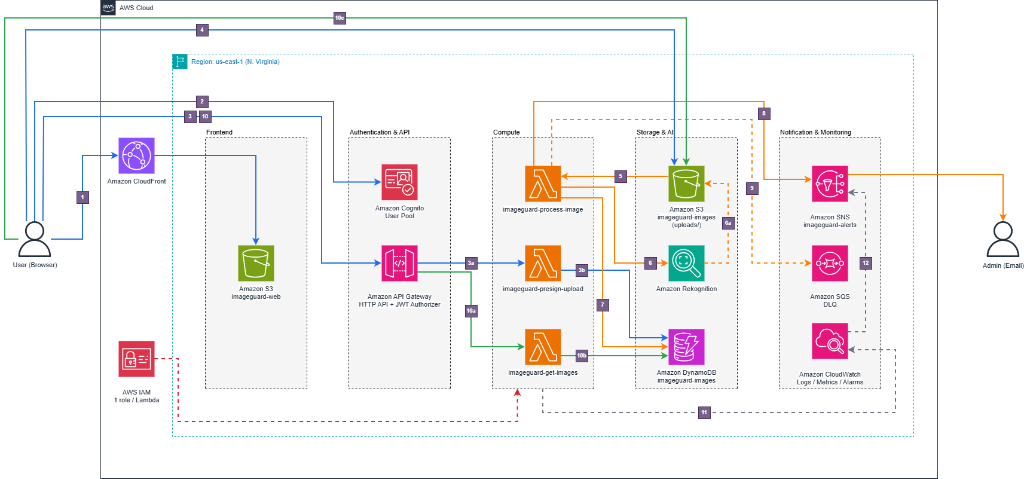 aws
AWS Cloud
10c
4
Region: us-east-1 (N. Virginia)
2
3
10
8
Frontend
Authentication & API
Compute
Storage & AI
Notification & Monitoring
Amazon CloudFront
1
5
9
Amazon Cognito
User Pool
imageguard-process-image
Amazon S3
imageguard-images
(uploads/)
6a
Amazon SNS
imageguard-alerts
User (Browser)
Admin (Email)
3a
3b
6
12
Amazon S3
imageguard-web
Amazon API Gateway
HTTP API + JWT Authorizer
imageguard-presign-upload
Amazon Rekognition
Amazon SQS
DLQ
7
10a
10b
AWS IAM
1 role / Lambda
imageguard-get-images
Amazon DynamoDB
imageguard-images
Amazon CloudWatch
Logs / Metrics / Alarms
11